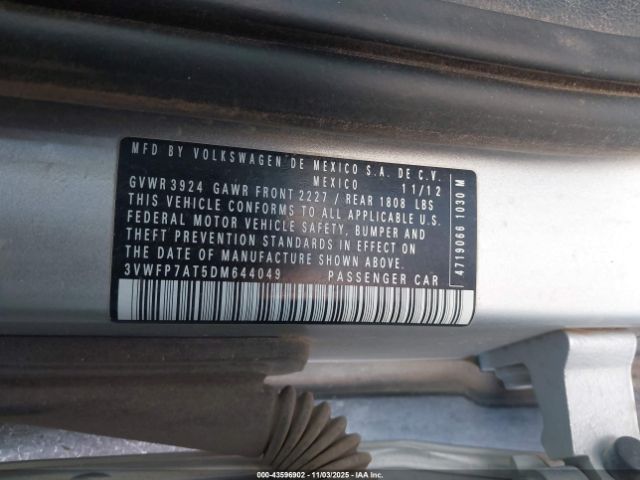 MFD BY VOLKSWAGEN DE MEXICO S.A. DE C.V.
MEXICO 11/12
GVWR 3924 GAWR FRONT 2227 / REAR 1808 LBS
THIS VEHICLE CONFORMS TO ALL APPLICABLE U.S.
FEDERAL MOTOR VEHICLE SAFETY, BUMPER AND
THEFT PREVENTION STANDARDS IN EFFECT ON
THE DATE OF MANUFACTURE SHOWN ABOVE.
3VWFP7AT5DM644049 PASSENGER CAR
4719066 1030 M
000-43596902 - 11/03/2025 - IAAI.com